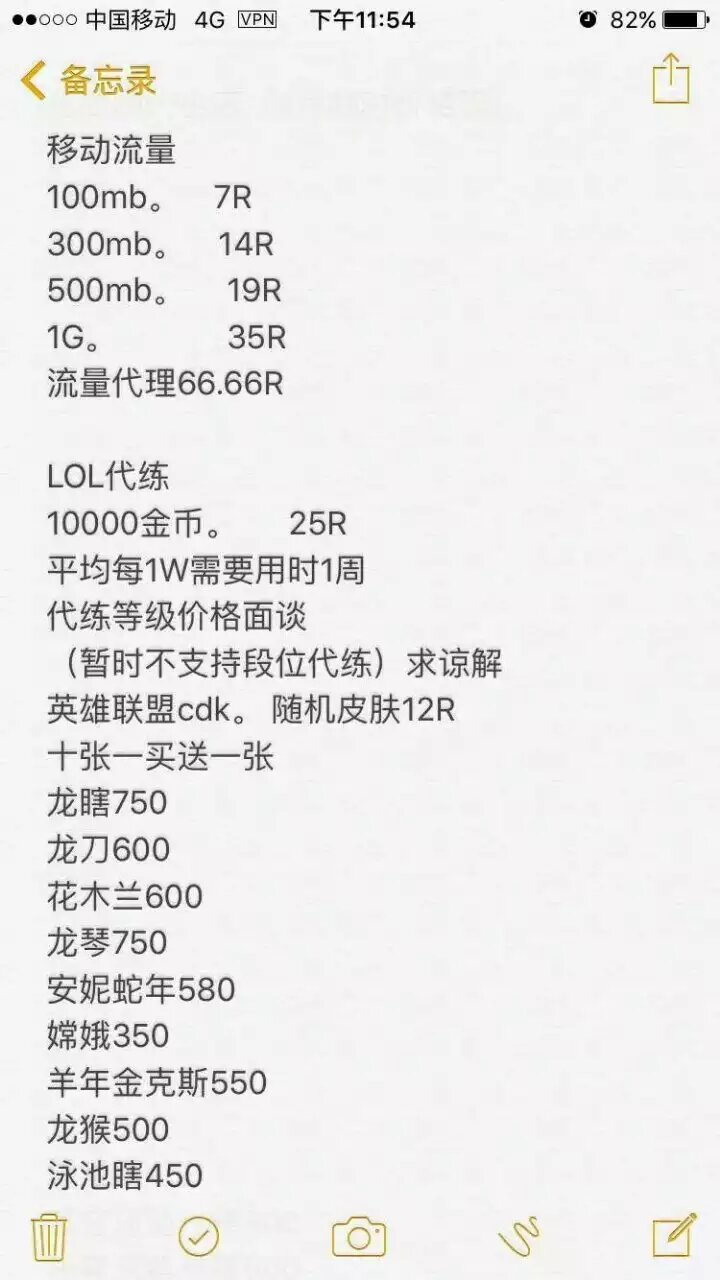 中国移动 4G VPN 下午11:54 82%
备忘录
移动流量
100mb。 7R
300mb。 14R
500mb。 19R
1G。 35R
流量代理66.66R
LOL代练
10000金币。 25R
平均每1W需要用时1周
代练等级价格面谈
（暂时不支持段位代练）求谅解
英雄联盟cdk。 随机皮肤12R
十张一买送一张
龙瞎750
龙刀600
花木兰600
龙琴750
安妮蛇年580
嫦娥350
羊年金克斯550
龙猴500
泳池瞎450